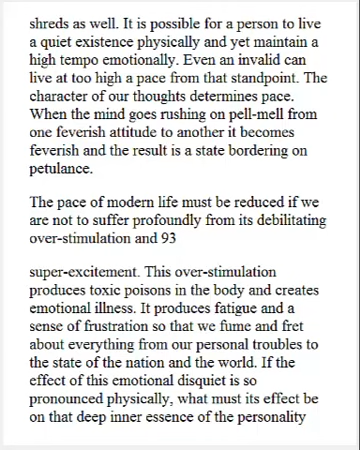 shreds as well. It is possible for a person to live
a quiet existence physically and yet maintain a
high tempo emotionally. Even an invalid can
live at too high a pace from that standpoint. The
character of our thoughts determines pace.
When the mind goes rushing on pell-mell from
one feverish attitude to another it becomes
feverish and the result is a state bordering on
petulance.
The pace of modern life must be reduced if we
are not to suffer profoundly from its debilitating
over-stimulation and 93
super-excitement. This over-stimulation
produces toxic poisons in the body and creates
emotional illness. It produces fatigue and a
sense of frustration so that we fume and fret
about everything from our personal troubles to
the state of the nation and the world. If the
effect of this emotional disquiet is so
pronounced physically, what must its effect be
on that deep inner essence of the personality